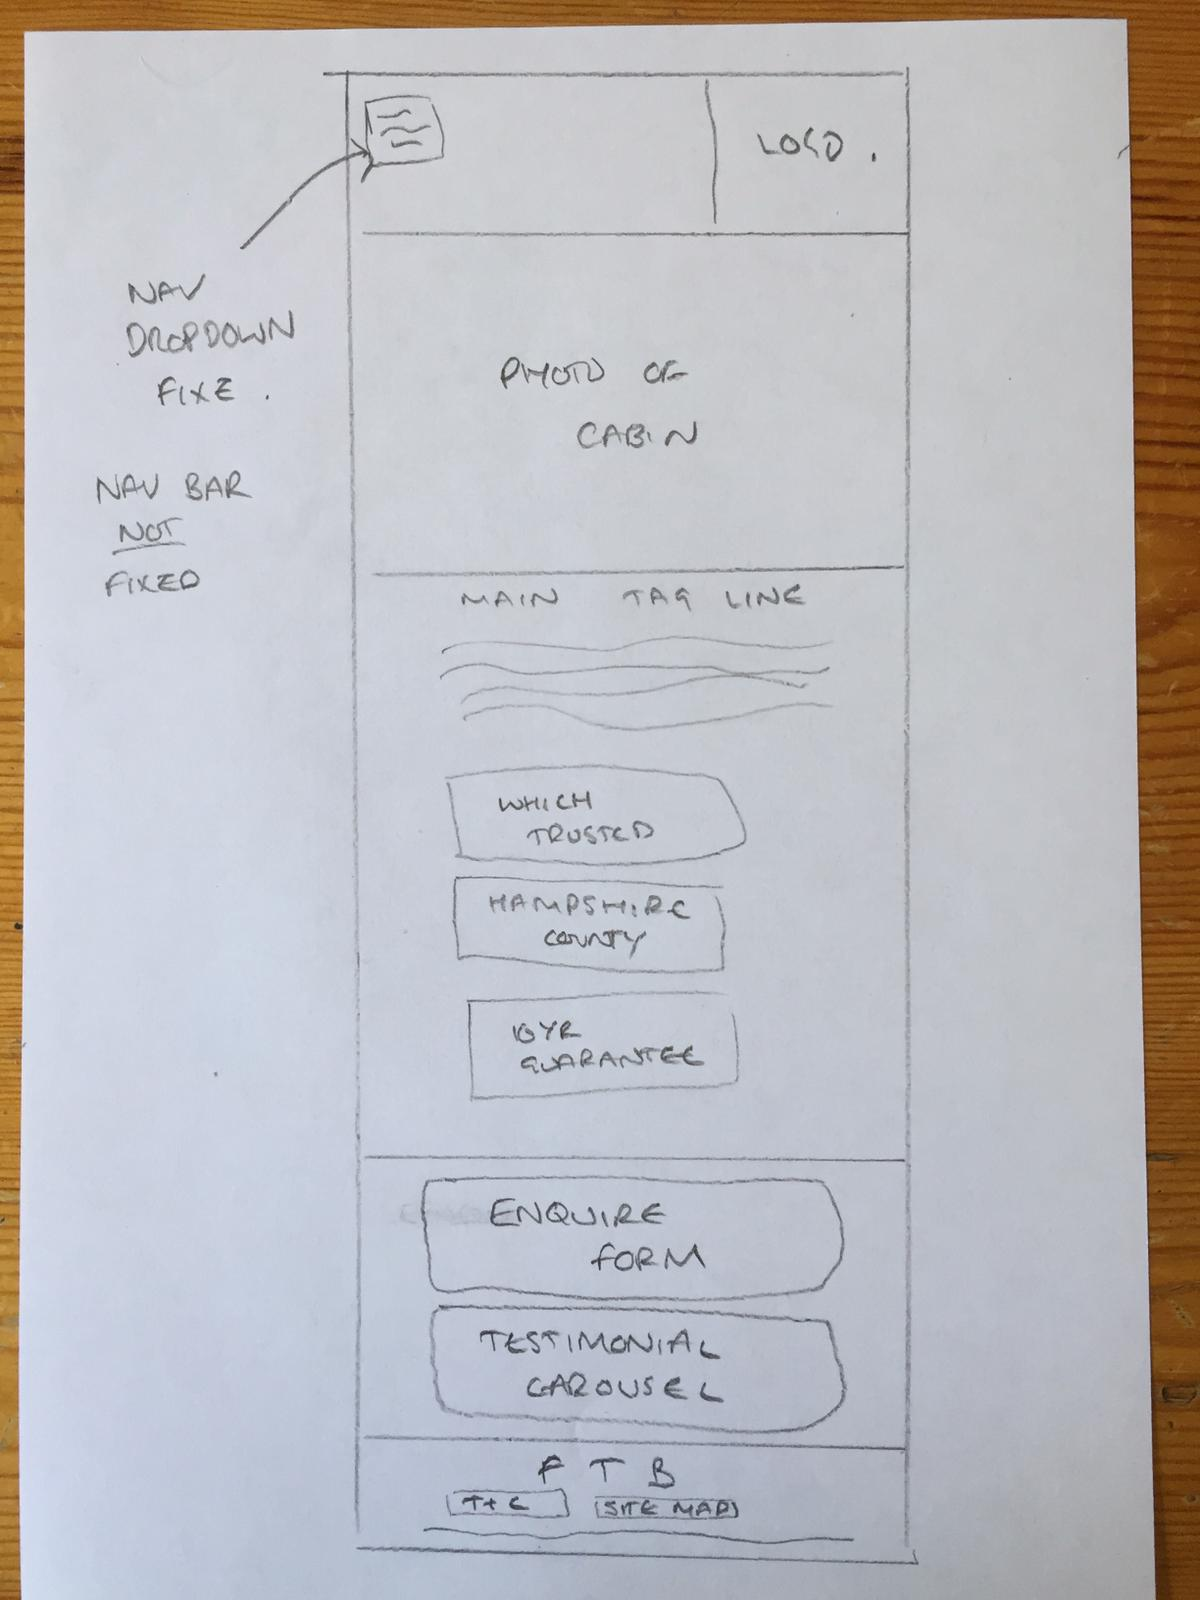 LOGO.
NAV
DROPDOWN
FIXE.
NAV BAR
NOT
FIXED
PHOTO OF
CABIN
MAIN TAG LINE
WHICH
TRUSTED
HAMPSHIRE
COUNTY
10YR
GUARANTEE
ENQUIRE
FORM
TESTIMONIAL
CAROUSEL
F T B
T+C
SITE MAP